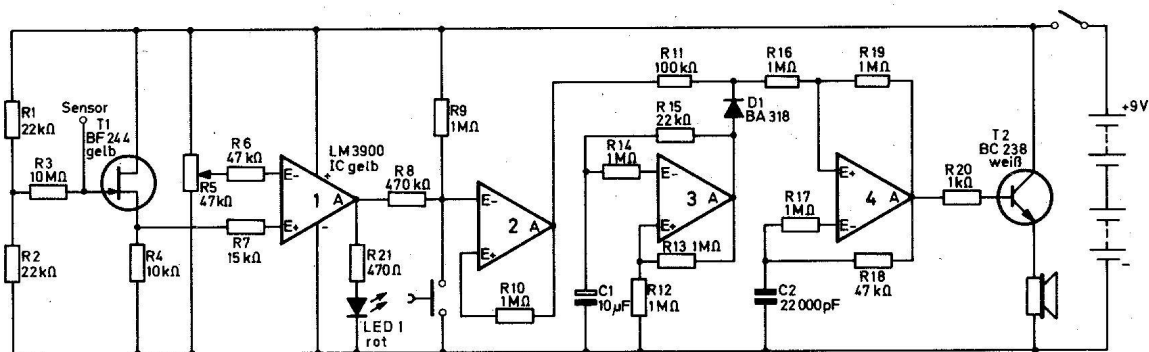 R1
22kΩ
Sensor
T1
BF 244
gelb
R3
10MΩ
R2
22kΩ
R4
10kΩ
R5
47kΩ
R6
47kΩ
R7
15kΩ
LM3900
IC gelb
+
E-
1
A
E+
-
R8
470kΩ
R21
470Ω
LED 1
rot
R9
1MΩ
E-
2
A
E+
R10
1MΩ
R11
100kΩ
R15
22kΩ
D1
BA 318
R14
1MΩ
E-
3
A
E+
R13 1MΩ
C1
10µF
R12
1MΩ
R16
1MΩ
R19
1MΩ
E+
4
A
E-
R17
1MΩ
R18
47kΩ
C2
22 000pF
R20
1kΩ
T2
BC 238
weiß
+9V
-